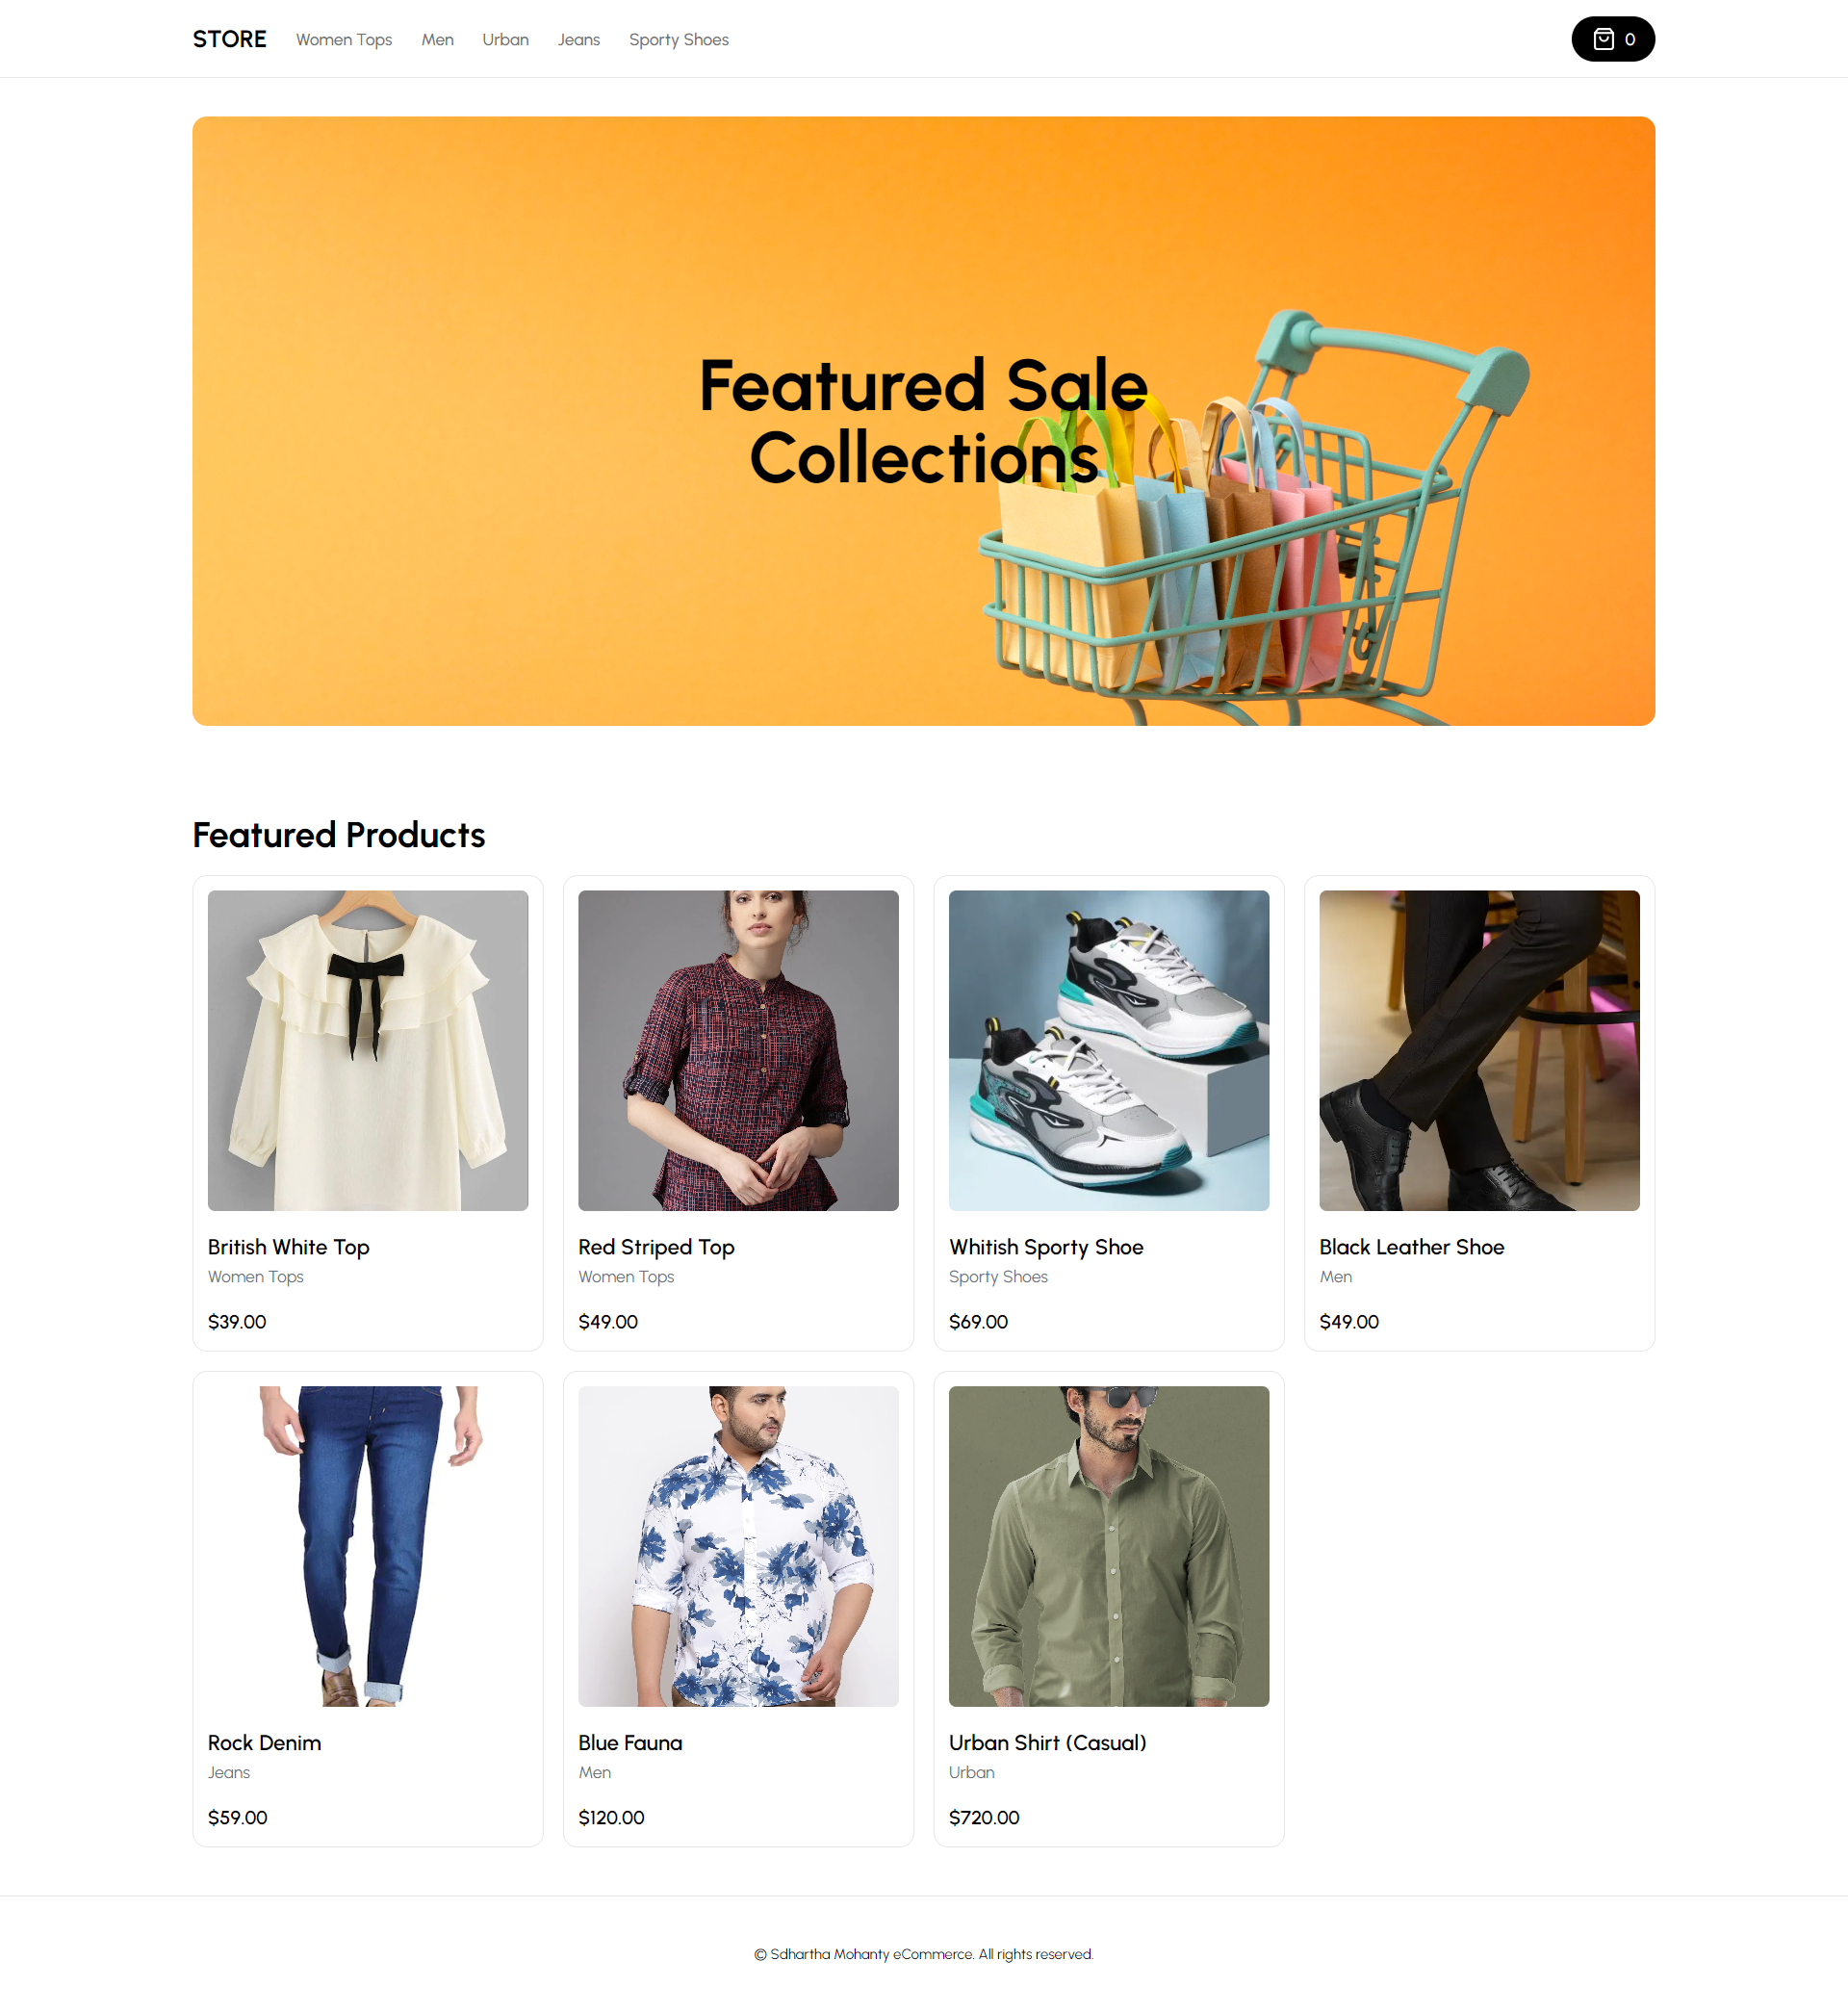 STORE Women Tops Men Urban Jeans Sporty Shoes 0
Featured Sale
Collections
Featured Products
British White Top
Women Tops
$39.00
Red Striped Top
Women Tops
$49.00
Whitish Sporty Shoe
Sporty Shoes
$69.00
Black Leather Shoe
Men
$49.00
Rock Denim
Jeans
$59.00
Blue Fauna
Men
$120.00
Urban Shirt (Casual)
Urban
$720.00
© Sdhartha Mohanty eCommerce. All rights reserved.